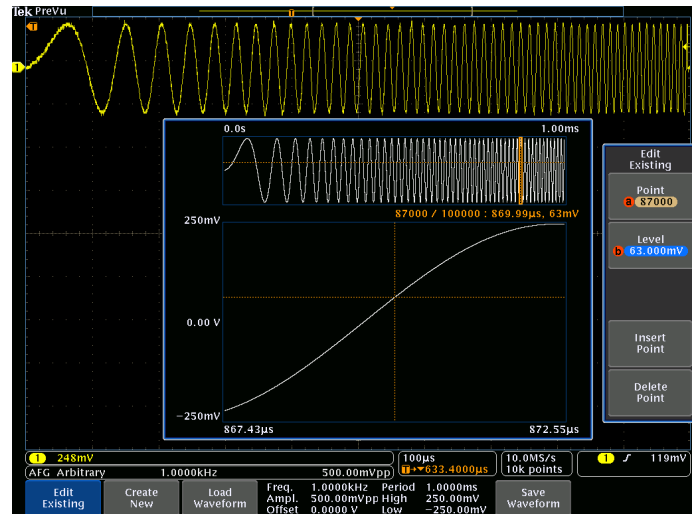 Tek PreVu
T
T
1
0.0s 1.00ms
87000 / 100000 : 869.99µs, 63mV
250mV
0.00 V
−250mV
867.43µs 872.55µs
Edit
Existing
Point
a 87000
Level
b 63.000mV
Insert
Point
Delete
Point
1 248mV
AFG Arbitrary 1.0000kHz 500.00mVpp
100µs
T→▼633.4000µs
10.0MS/s
10k points
1 119mV
Edit
Existing
Create
New
Load
Waveform
Freq. 1.0000kHz Period 1.0000ms
Ampl. 500.00mVpp High 250.00mV
Offset 0.0000 V Low −250.00mV
Save
Waveform